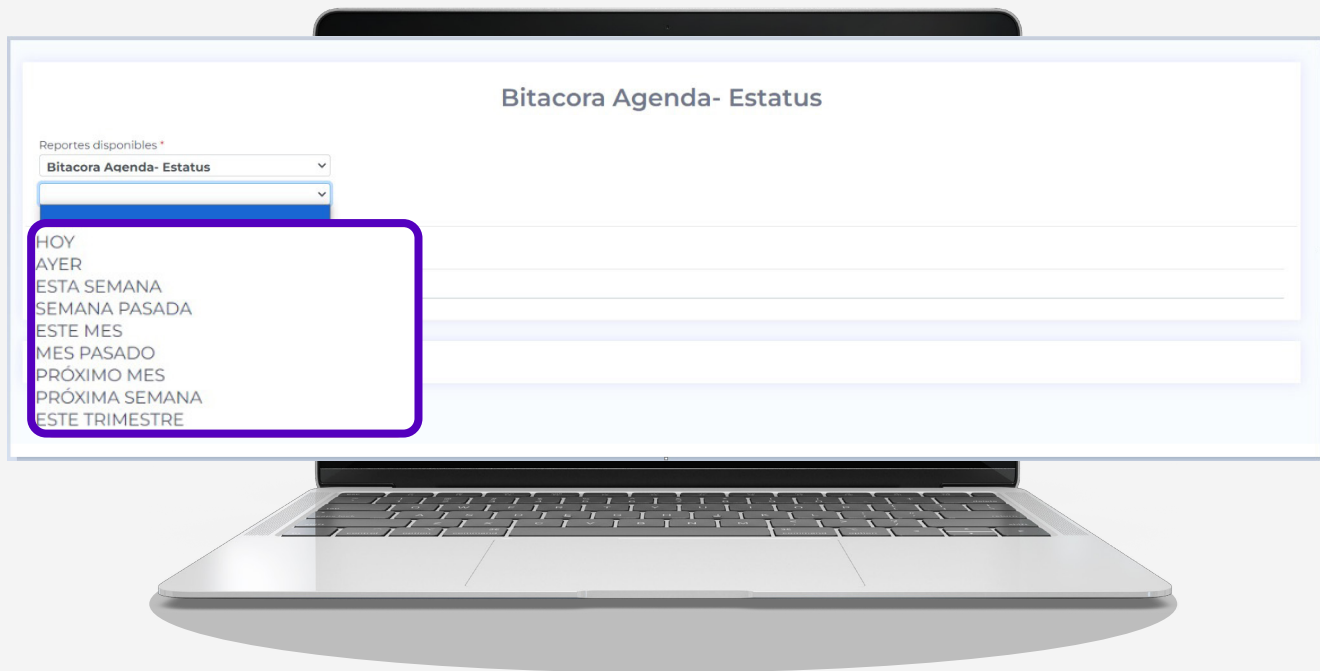 Bitacora Agenda- Estatus
Reportes disponibles *
Bitacora Agenda- Estatus
HOY
AYER
ESTA SEMANA
SEMANA PASADA
ESTE MES
MES PASADO
PRÓXIMO MES
PRÓXIMA SEMANA
ESTE TRIMESTRE